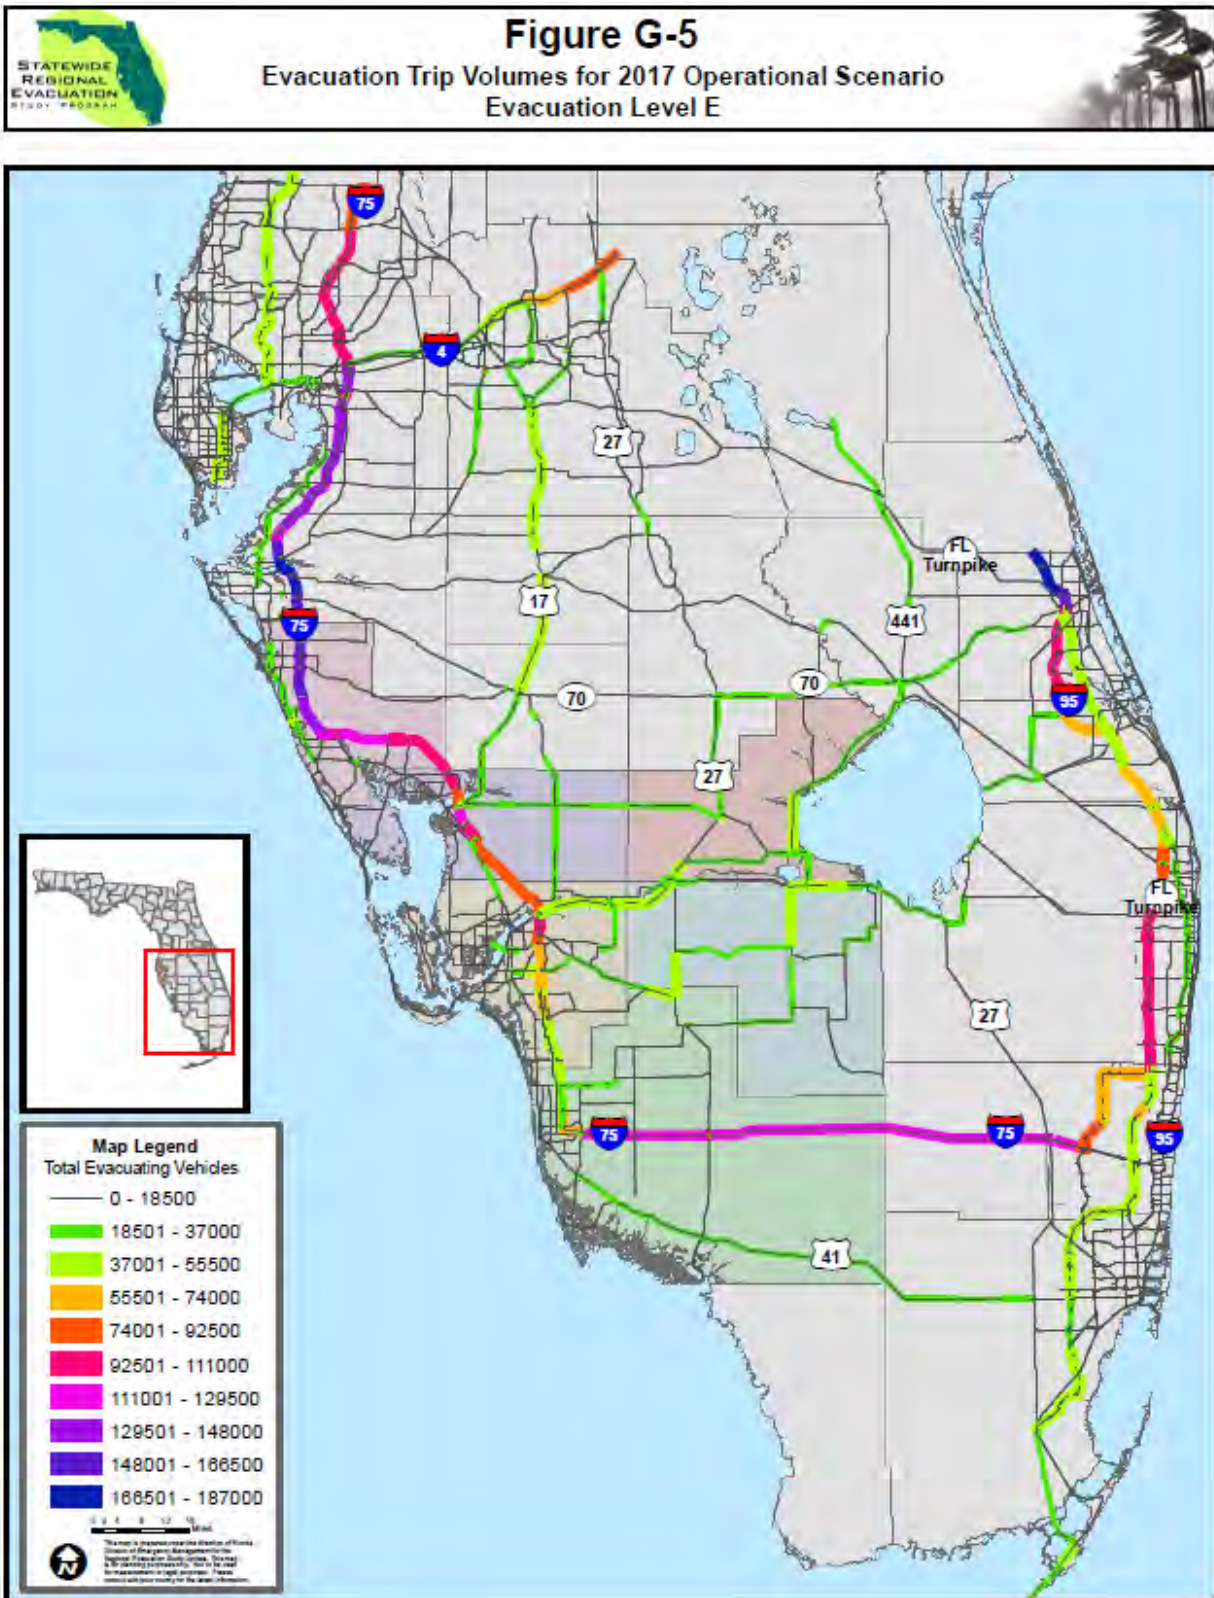 STATEWIDE
REGIONAL
EVACUATION
STUDY PROGRAM
Figure G-5
Evacuation Trip Volumes for 2017 Operational Scenario
Evacuation Level E
75
4
27
FL
Turnpike
17
75
441
70
70
95
27
FL
Turnpike
27
75
75
95
41
Map Legend
Total Evacuating Vehicles
0 - 18500
18501 - 37000
37001 - 55500
55501 - 74000
74001 - 92500
92501 - 111000
111001 - 129500
129501 - 148000
148001 - 166500
166501 - 187000
Miles
N